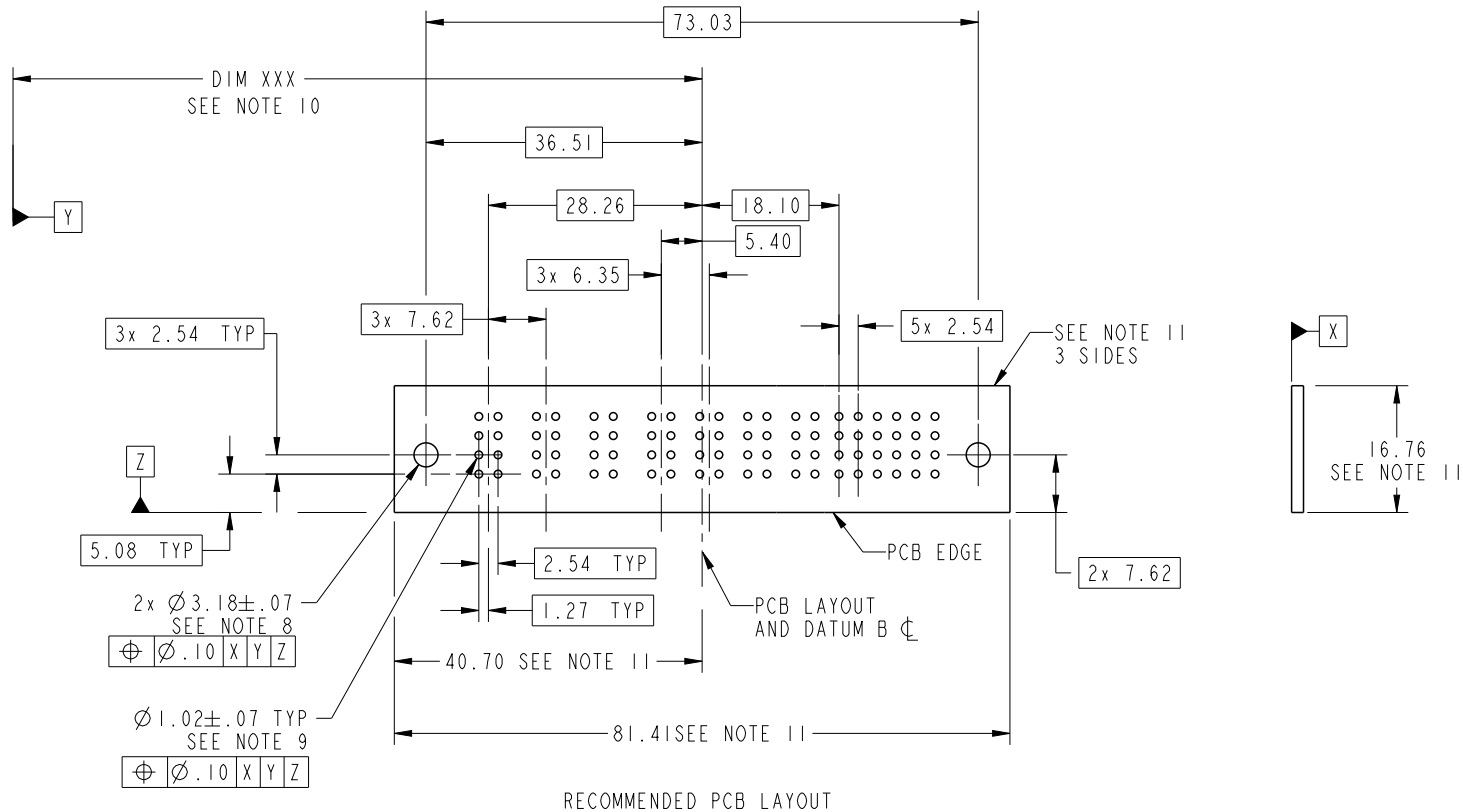 73.03
DIM XXX
SEE NOTE 10
36.51
Y
28.26
18.10
5.40
3x 6.35
3x 7.62
5x 2.54
3x 2.54 TYP
SEE NOTE 11
3 SIDES
X
Z
16.76
SEE NOTE 11
5.08 TYP
2.54 TYP
PCB EDGE
2x 7.62
2x Ø3.18±.07
SEE NOTE 8
⌖ Ø.10 X Y Z
1.27 TYP
PCB LAYOUT
AND DATUM B ℄
40.70 SEE NOTE 11
Ø1.02±.07 TYP
SEE NOTE 9
⌖ Ø.10 X Y Z
81.41SEE NOTE 11
RECOMMENDED PCB LAYOUT